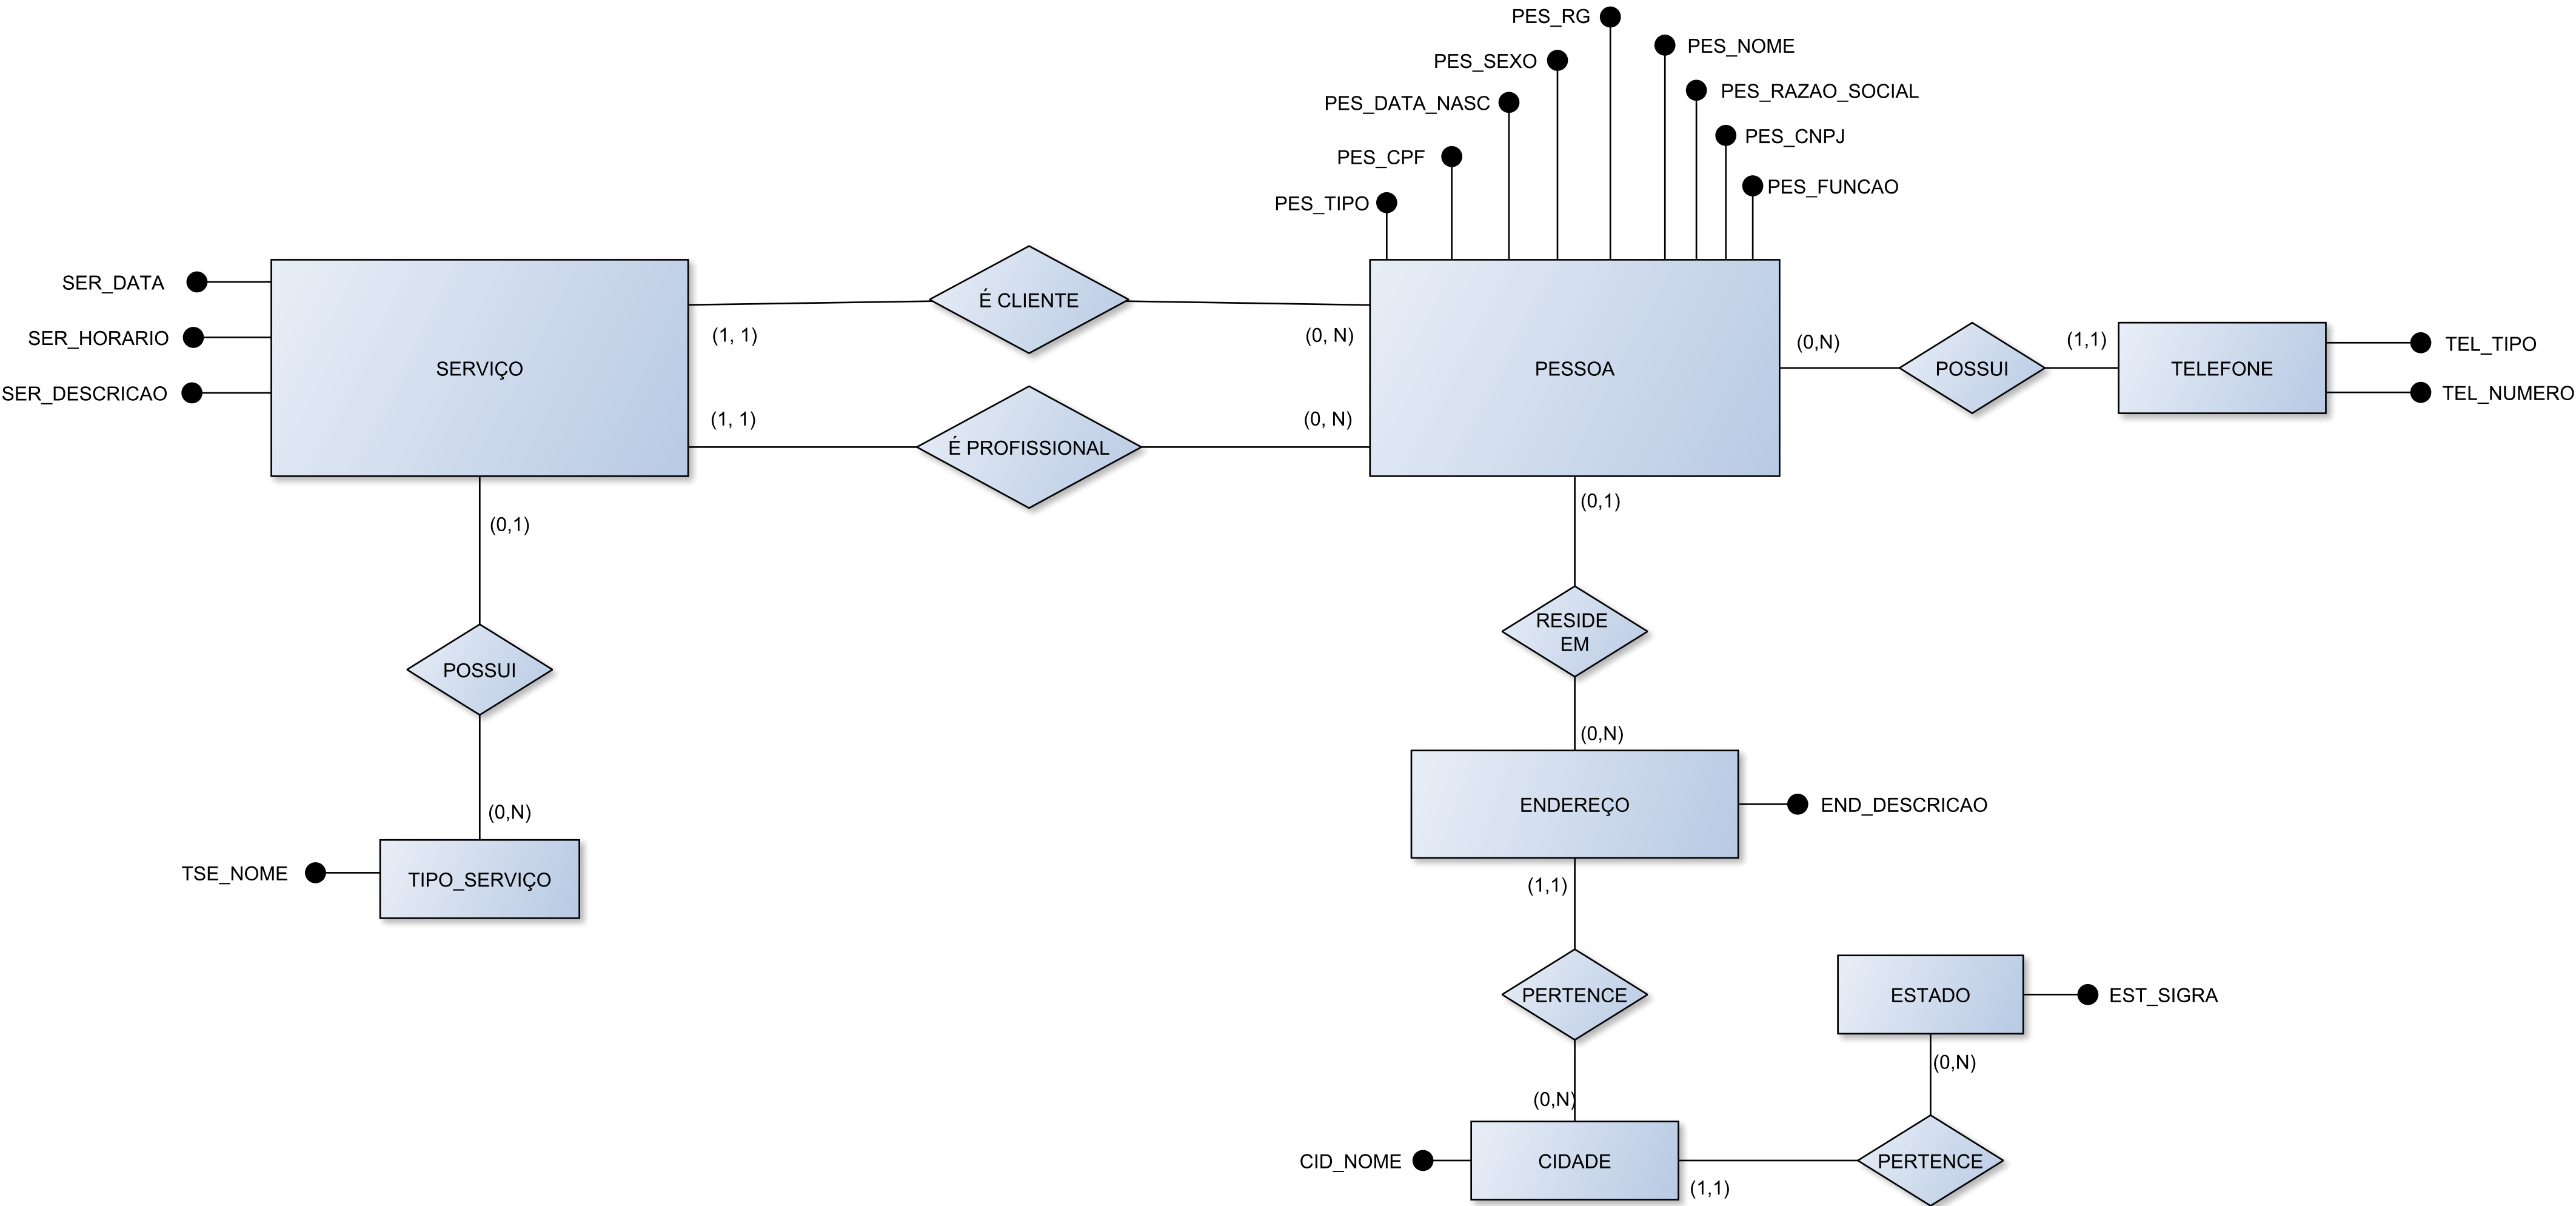 PES_RG
PES_NOME
PES_SEXO
PES_RAZAO_SOCIAL
PES_DATA_NASC
PES_CNPJ
PES_CPF
PES_FUNCAO
PES_TIPO
SER_DATA
SER_HORARIO
SER_DESCRICAO
SERVIÇO
É CLIENTE
(1, 1)
(0, N)
(1, 1)
(0, N)
É PROFISSIONAL
PESSOA
(0,N)
POSSUI
(1,1)
TELEFONE
TEL_TIPO
TEL_NUMERO
(0,1)
POSSUI
(0,N)
TSE_NOME
TIPO_SERVIÇO
(0,1)
RESIDE
EM
(0,N)
ENDEREÇO
END_DESCRICAO
(1,1)
PERTENCE
(0,N)
CID_NOME
CIDADE
(1,1)
PERTENCE
(0,N)
ESTADO
EST_SIGRA